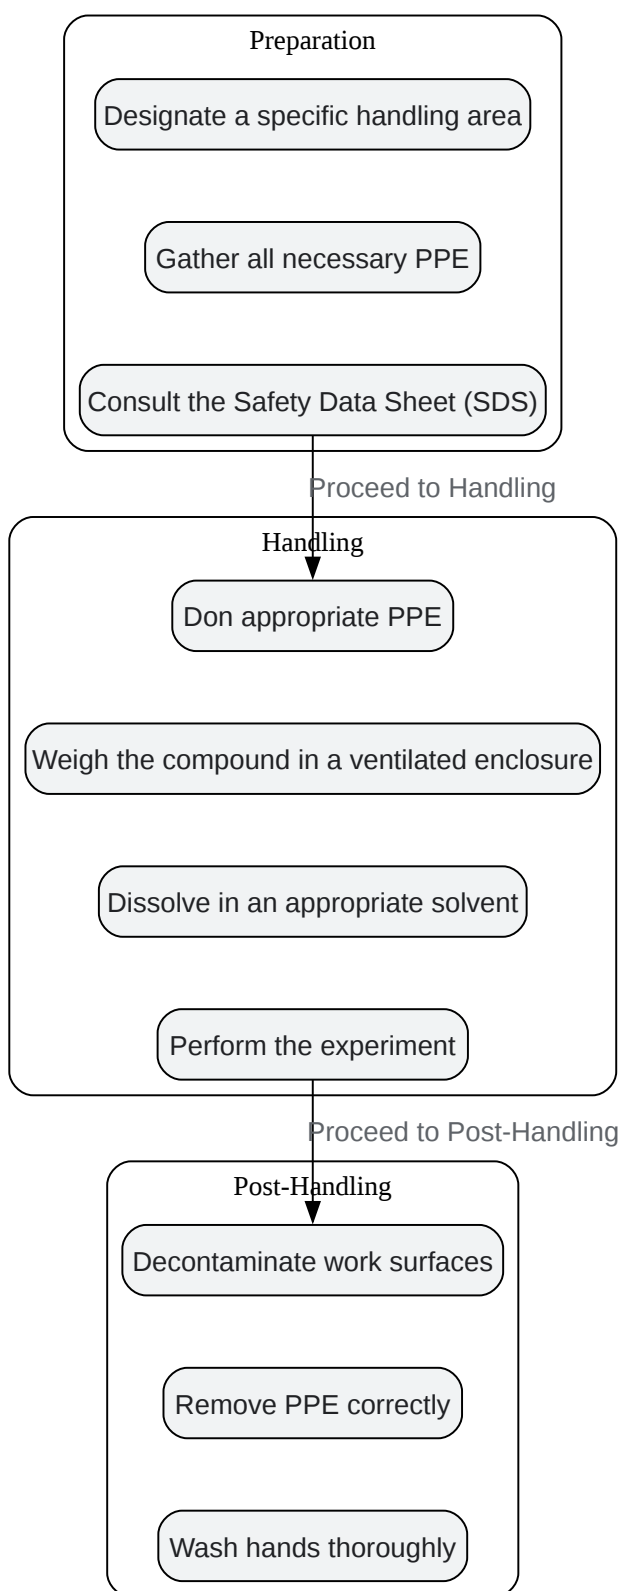 Preparation
Designate a specific handling area
Gather all necessary PPE
Consult the Safety Data Sheet (SDS)
Proceed to Handling
Handling
Don appropriate PPE
Weigh the compound in a ventilated enclosure
Dissolve in an appropriate solvent
Perform the experiment
Proceed to Post-Handling
Post-Handling
Decontaminate work surfaces
Remove PPE correctly
Wash hands thoroughly